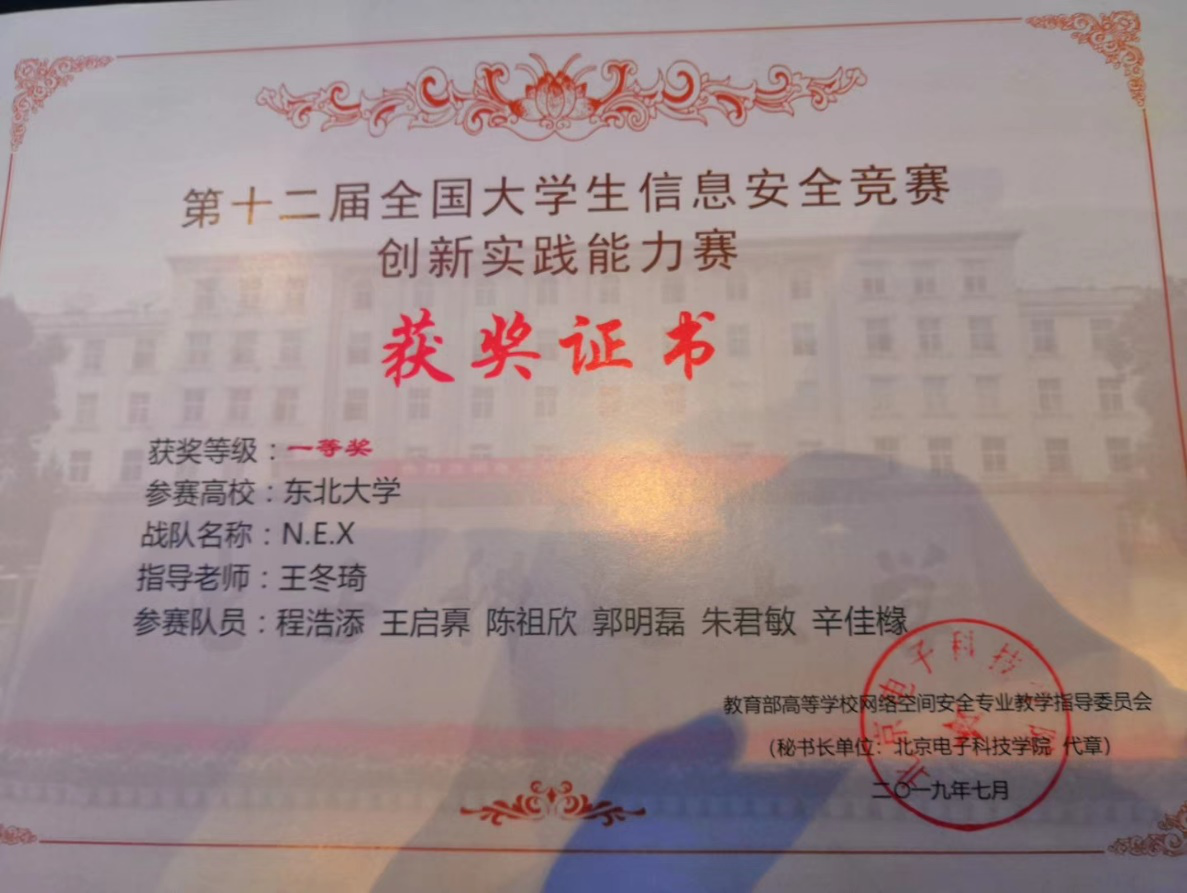 第十二届全国大学生信息安全竞赛
创新实践能力赛
获奖证书
获奖等级：一等奖
参赛高校：东北大学
战队名称：N.E.X
指导老师：王冬琦
参赛队员：程浩添 王启 陈祖欣 郭明磊 朱君敏 辛佳橼
教育部高等学校网络空间安全专业教学指导委员会
（秘书长单位：北京电子科技学院 代章）
二〇一九年七月